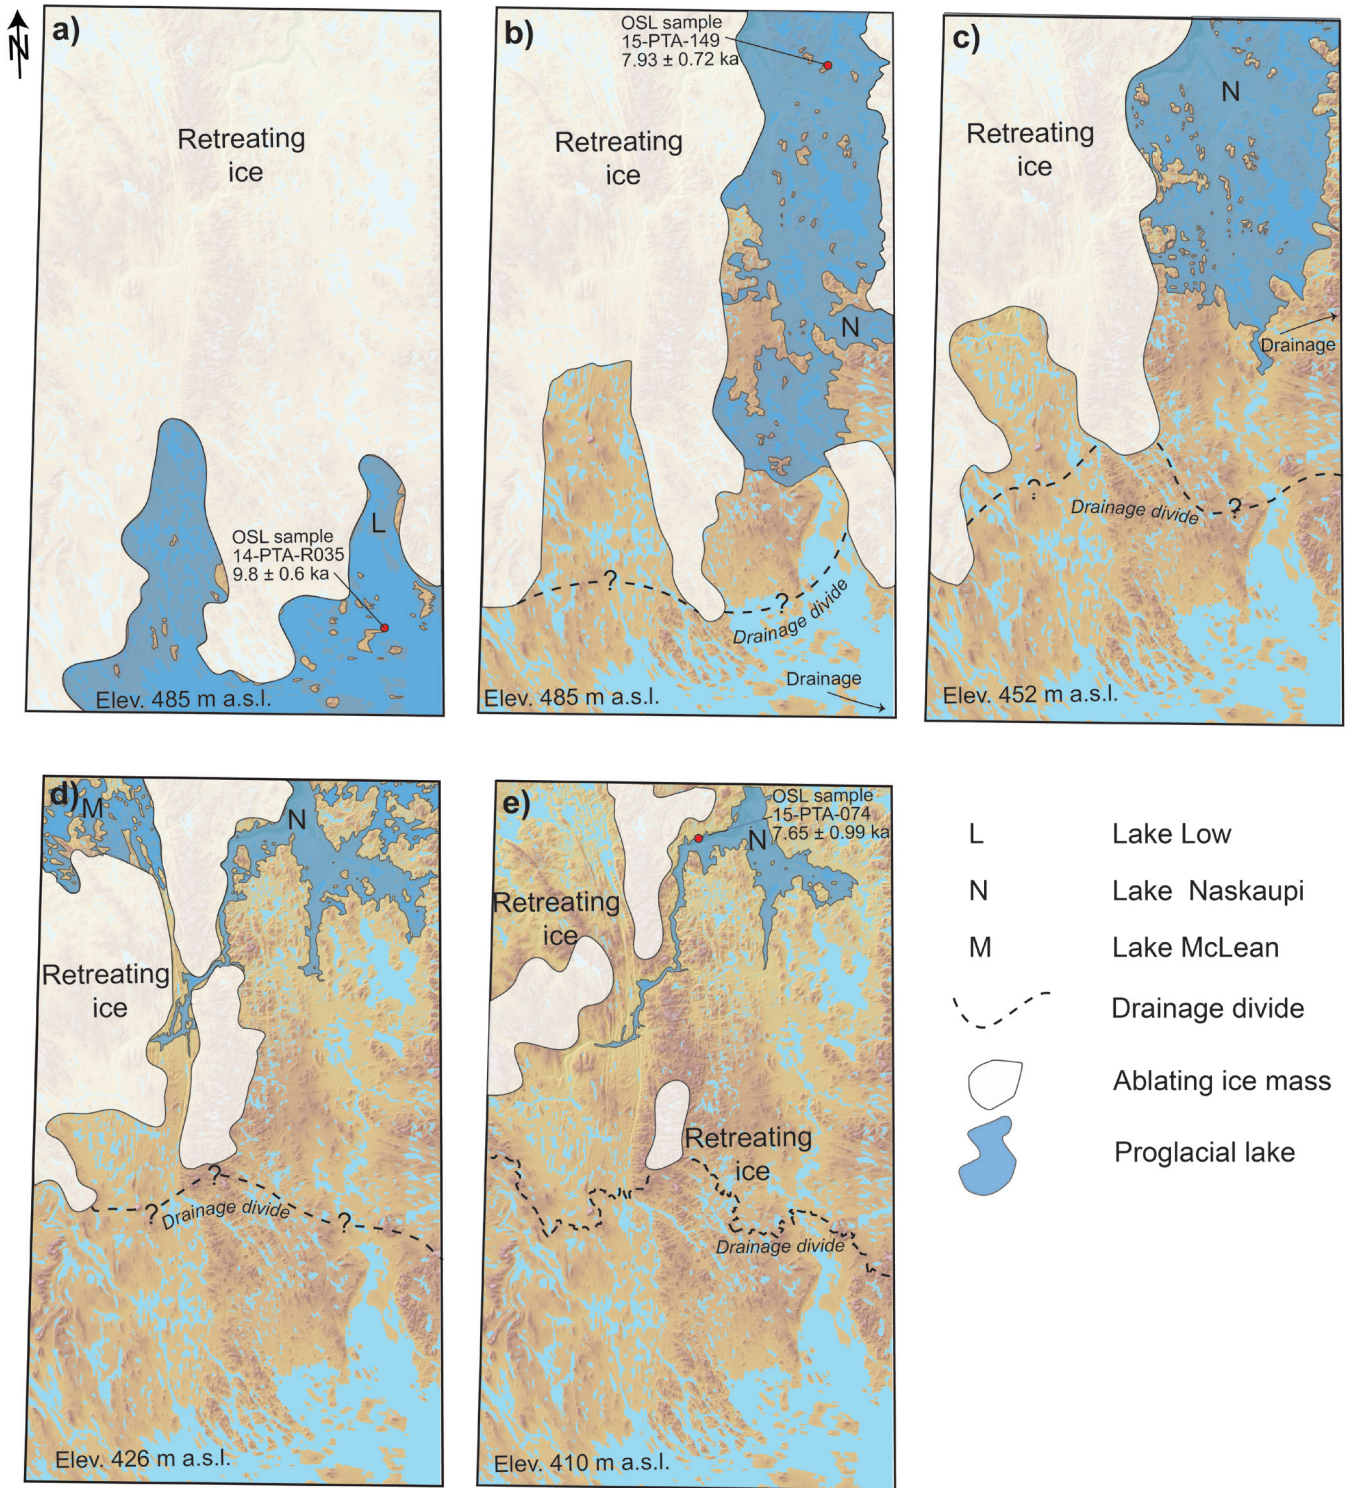 N
a)
Retreating
ice
L
OSL sample
14-PTA-R035
9.8 ± 0.6 ka
Elev. 485 m a.s.l.
b)
OSL sample
15-PTA-149
7.93 ± 0.72 ka
Retreating
ice
N
?
?
Drainage divide
Drainage
Elev. 485 m a.s.l.
c)
N
Retreating
ice
Drainage
?
Drainage divide
?
Elev. 452 m a.s.l.
d)
M
N
Retreating
ice
?
?
Drainage divide
?
Elev. 426 m a.s.l.
e)
OSL sample
15-PTA-074
7.65 ± 0.99 ka
N
Retreating
ice
Retreating
ice
Drainage divide
Elev. 410 m a.s.l.
L Lake Low
N Lake Naskaupi
M Lake McLean
Drainage divide
Ablating ice mass
Proglacial lake